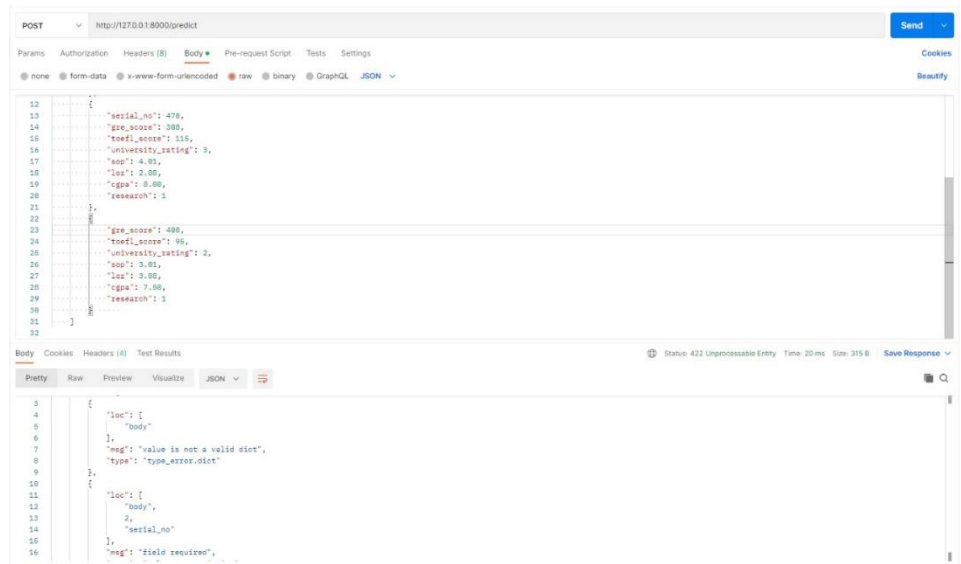 POST http://127.0.0.1:8000/predict Send
Params Authorization Headers (8) Body Pre-request Script Tests Settings Cookies
none form-data x-www-form-urlencoded raw binary GraphQL JSON Beautify
12 {
13 "serial_no": 470,
14 "gre_score": 308,
15 "toefl_score": 115,
16 "university_rating": 3,
17 "sop": 4.01,
18 "lor": 2.00,
19 "cgpa": 8.00,
20 "research": 1
21 },
22 {
23 "gre_score": 400,
24 "toefl_score": 95,
25 "university_rating": 2,
26 "sop": 3.01,
27 "lor": 3.00,
28 "cgpa": 7.50,
29 "research": 1
30 }
31 ]
32
Body Cookies Headers (4) Test Results Status: 422 Unprocessable Entity Time: 20 ms Size: 315 B Save Response
Pretty Raw Preview Visualize JSON
3 {
4 "loc": [
5 "body"
6 ],
7 "msg": "value is not a valid dict",
8 "type": "type_error.dict"
9 },
10 {
11 "loc": [
12 "body",
13 2,
14 "serial_no"
15 ],
16 "msg": "field required",